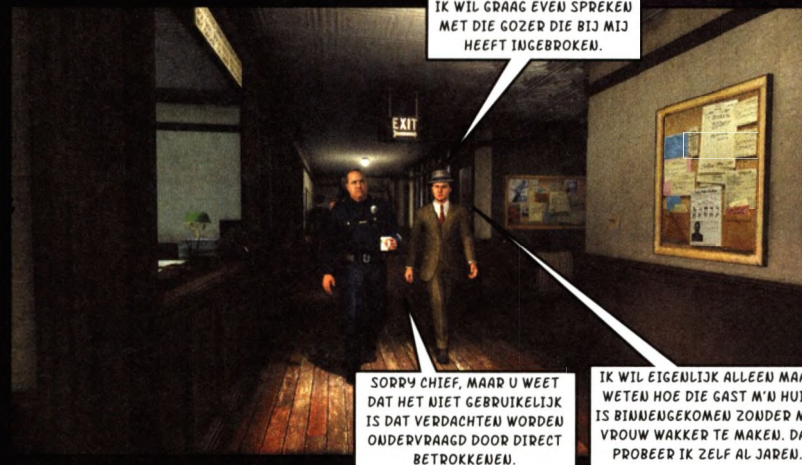 IK WIL GRAAG EVEN SPREKEN
MET DIE GOZER DIE BIJ MIJ
HEEFT INGEBROKEN.
EXIT
SORRY CHIEF, MAAR U WEET
DAT HET NIET GEBRUIKELIJK
IS DAT VERDACHTEN WORDEN
ONDERVRAAGD DOOR DIRECT
BETROKKENEN.
IK WIL EIGENLIJK ALLEEN MAA
WETEN HOE DIE GAST M'N HUI
IS BINNENGEKOMEN ZONDER M
VROUW WAKKER TE MAKEN. DA
PROBEER IK ZELF AL JAREN.